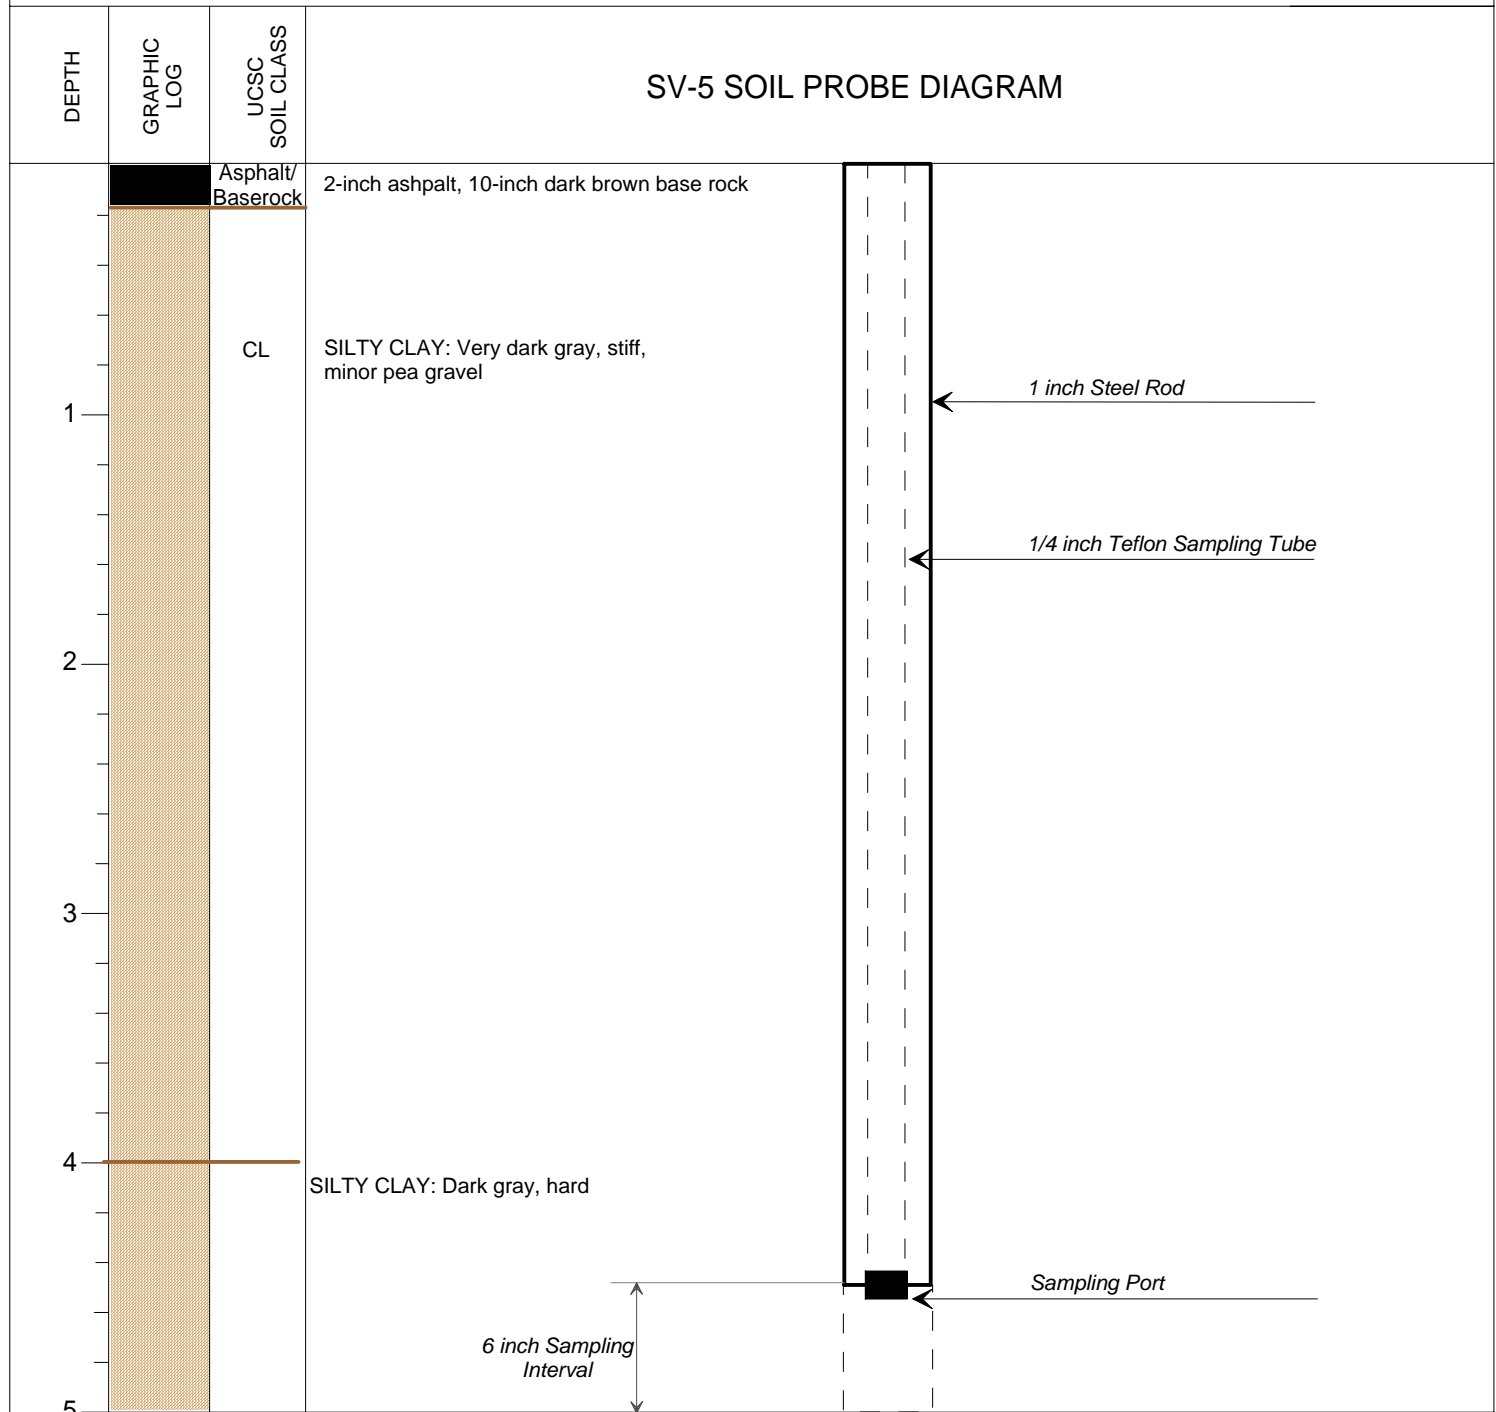 DEPTH
GRAPHIC
LOG
UCSC
SOIL CLASS
SV-5 SOIL PROBE DIAGRAM
Asphalt/
Baserock
2-inch ashpalt, 10-inch dark brown base rock
CL
SILTY CLAY: Very dark gray, stiff,
minor pea gravel
1 inch Steel Rod
1
1/4 inch Teflon Sampling Tube
2
3
4
SILTY CLAY: Dark gray, hard
Sampling Port
6 inch Sampling
Interval
5